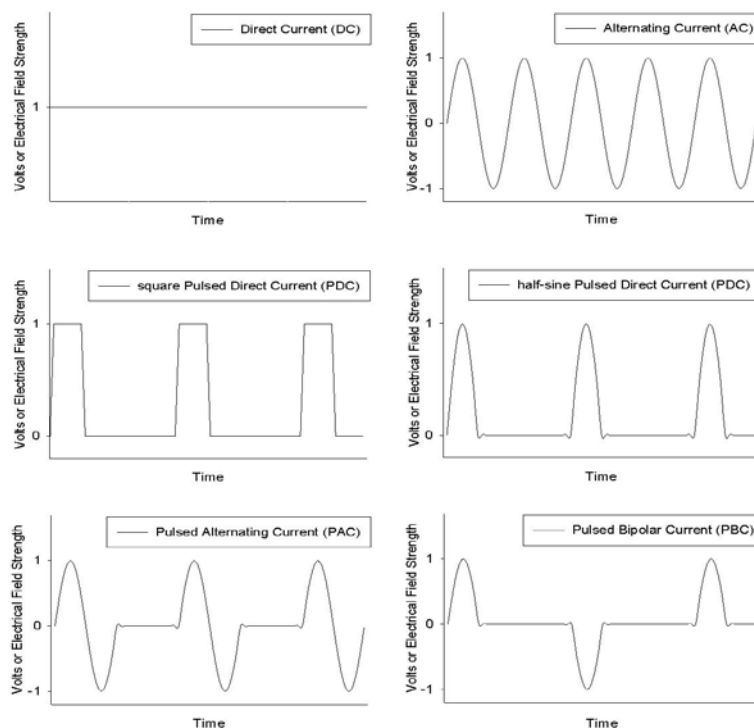 Direct Current (DC)
Volts or Electrical Field Strength
1
Time
Alternating Current (AC)
Volts or Electrical Field Strength
1
0
-1
Time
square Pulsed Direct Current (PDC)
Volts or Electrical Field Strength
1
0
Time
half-sine Pulsed Direct Current (PDC)
Volts or Electrical Field Strength
1
0
Time
Pulsed Alternating Current (PAC)
Volts or Electrical Field Strength
1
0
-1
Time
Pulsed Bipolar Current (PBC)
Volts or Electrical Field Strength
1
0
-1
Time